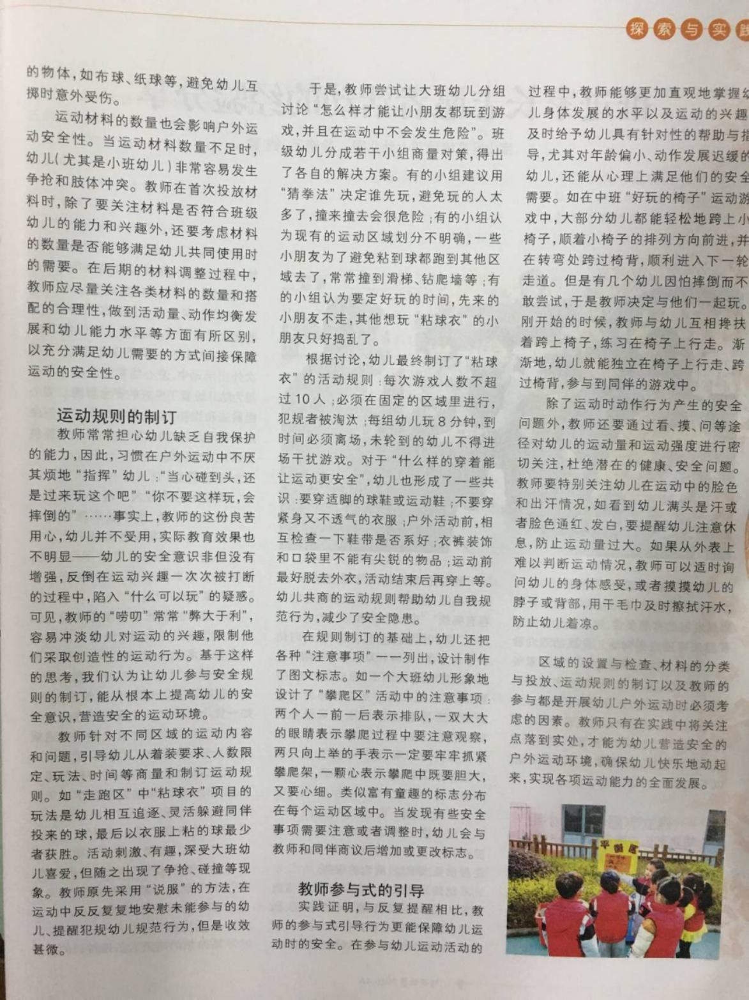 探索与实践
的物体,如布球、纸球等,避免幼儿互
掷时意外受伤。
运动材料的数量也会影响户外运
动安全性。当运动材料数量不足时,
幼儿(尤其是小班幼儿)非常容易发生
争抢和肢体冲突。教师在首次投放材
料时,除了要关注材料是否符合班级
幼儿的能力和兴趣外,还要考虑材料
的数量是否能够满足幼儿共同使用时
的需要。在后期的材料调整过程中,
教师应尽量关注各类材料的数量和搭
配的合理性,做到活动量、动作均衡发
展和幼儿能力水平等方面有所区别,
以充分满足幼儿需要的方式间接保障
运动的安全性。
运动规则的制订
教师常常担心幼儿缺乏自我保护
的能力,因此,习惯在户外运动中不厌
其烦地“指挥”幼儿:“当心碰到头,还
是过来玩这个吧”“你不要这样玩,会
摔倒的”……事实上,教师的这份良苦
用心,幼儿并不受用,实际教育效果也
不明显——幼儿的安全意识非但没有
增强,反倒在运动兴趣一次次被打断
的过程中,陷入“什么可以玩”的疑惑。
可见,教师的“唠叨”常常“弊大于利”,
容易冲淡幼儿对运动的兴趣,限制他
们采取创造性的运动行为。基于这样
的思考,我们认为让幼儿参与安全规
则的制订,能从根本上提高幼儿的安
全意识,营造安全的运动环境。
教师针对不同区域的运动内容
和问题,引导幼儿从着装要求、人数限
定、玩法、时间等商量和制订运动规
则。如“走跑区”中“粘球衣”项目的
玩法是幼儿相互追逐、灵活躲避同伴
投来的球,最后以衣服上粘的球最少
者获胜。活动刺激、有趣,深受大班幼
儿喜爱,但随之出现了争抢、碰撞等现
象。教师原先采用“说服”的方法,在
运动中反反复复地安慰未能参与的幼
儿、提醒犯规幼儿规范行为,但是收效
甚微。
于是,教师尝试让大班幼儿分组
讨论“怎么样才能让小朋友都玩到游
戏,并且在运动中不会发生危险”。班
级幼儿分成若干小组商量对策,得出
了各自的解决方案。有的小组建议用
“猜拳法”决定谁先玩,避免玩的人太
多了,撞来撞去会很危险;有的小组认
为现有的运动区域划分不明确,一些
小朋友为了避免粘到球都跑到其他区
域去了,常常撞到滑梯、钻爬墙等;有
的小组认为要定好玩的时间,先来的
小朋友不走,其他想玩“粘球衣”的小
朋友只好捣乱了。
根据讨论,幼儿最终制订了“粘球
衣”的活动规则:每次游戏人数不超
过10人;必须在固定的区域里进行,
犯规者被淘汰;每组幼儿玩8分钟,到
时间必须离场,未轮到的幼儿不得进
场干扰游戏。对于“什么样的穿着能
让运动更安全”,幼儿也形成了一些共
识:要穿适脚的球鞋或运动鞋;不要穿
紧身又不透气的衣服;户外活动前,相
互检查一下鞋带是否系好;衣裤装饰
和口袋里不能有尖锐的物品;运动前
最好脱去外衣,活动结束后再穿上等。
幼儿共商的运动规则帮助幼儿自我规
范行为,减少了安全隐患。
在规则制订的基础上,幼儿还把
各种“注意事项”一一列出,设计制作
了图文标志。如一个大班幼儿形象地
设计了“攀爬区”活动中的注意事项:
两个人一前一后表示排队,一双大大
的眼睛表示攀爬过程中要注意观察,
两只向上举的手表示一定要牢牢抓紧
攀爬架,一颗心表示攀爬中既要胆大,
又要心细。类似富有童趣的标志分布
在每个运动区域中。当发现有些安全
事项需要注意或者调整时,幼儿会与
教师和同伴商议后增加或更改标志。
教师参与式的引导
实践证明,与反复提醒相比,教
师的参与式引导行为更能保障幼儿运
动时的安全。在参与幼儿运动活动的
过程中,教师能够更加直观地掌握幼
儿身体发展的水平以及运动的兴趣
及时给予幼儿具有针对性的帮助与指
导,尤其对年龄偏小、动作发展迟缓的
幼儿,还能从心理上满足他们的安全
需要。如在中班“好玩的椅子”运动游
戏中,大部分幼儿都能轻松地跨上小
椅子,顺着小椅子的排列方向前进,并
在转弯处跨过椅背,顺利进入下一轮
走道。但是有几个幼儿因怕摔倒而不
敢尝试,于是教师决定与他们一起玩。
刚开始的时候,教师与幼儿互相搀扶
着跨上椅子,练习在椅子上行走。渐
渐地,幼儿就能独立在椅子上行走、跨
过椅背,参与到同伴的游戏中。
除了运动时动作行为产生的安全
问题外,教师还要通过看、摸、问等途
径对幼儿的运动量和运动强度进行密
切关注,杜绝潜在的健康、安全问题。
教师要特别关注幼儿在运动中的脸色
和出汗情况,如看到幼儿满头是汗或
者脸色通红、发白,要提醒幼儿注意休
息,防止运动量过大。如果从外表上
难以判断运动情况,教师可以适时询
问幼儿的身体感受,或者摸摸幼儿的
脖子或背部,用干毛巾及时擦拭汗水,
防止幼儿着凉。
区域的设置与检查、材料的分类
与投放、运动规则的制订以及教师的
参与都是开展幼儿户外运动时必须考
虑的因素。教师只有在实践中将关注
点落到实处,才能为幼儿营造安全的
户外运动环境,确保幼儿快乐地动起
来,实现各项运动能力的全面发展。
平衡区